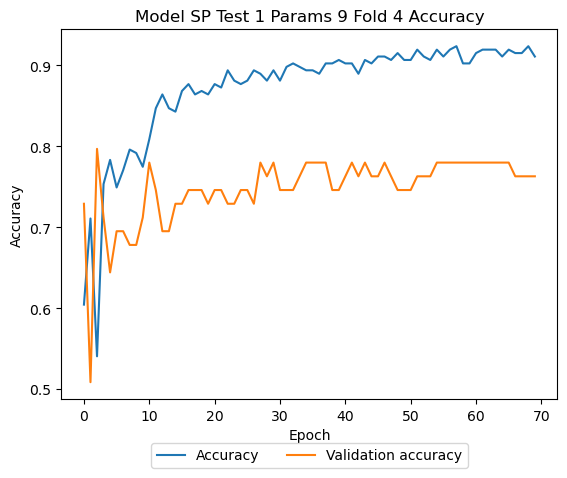 Model SP Test 1 Params 9 Fold 4 Accuracy
Accuracy
0.9
0.8
0.7
0.6
0.5
0 10 20 30 40 50 60 70
Epoch
Accuracy Validation accuracy